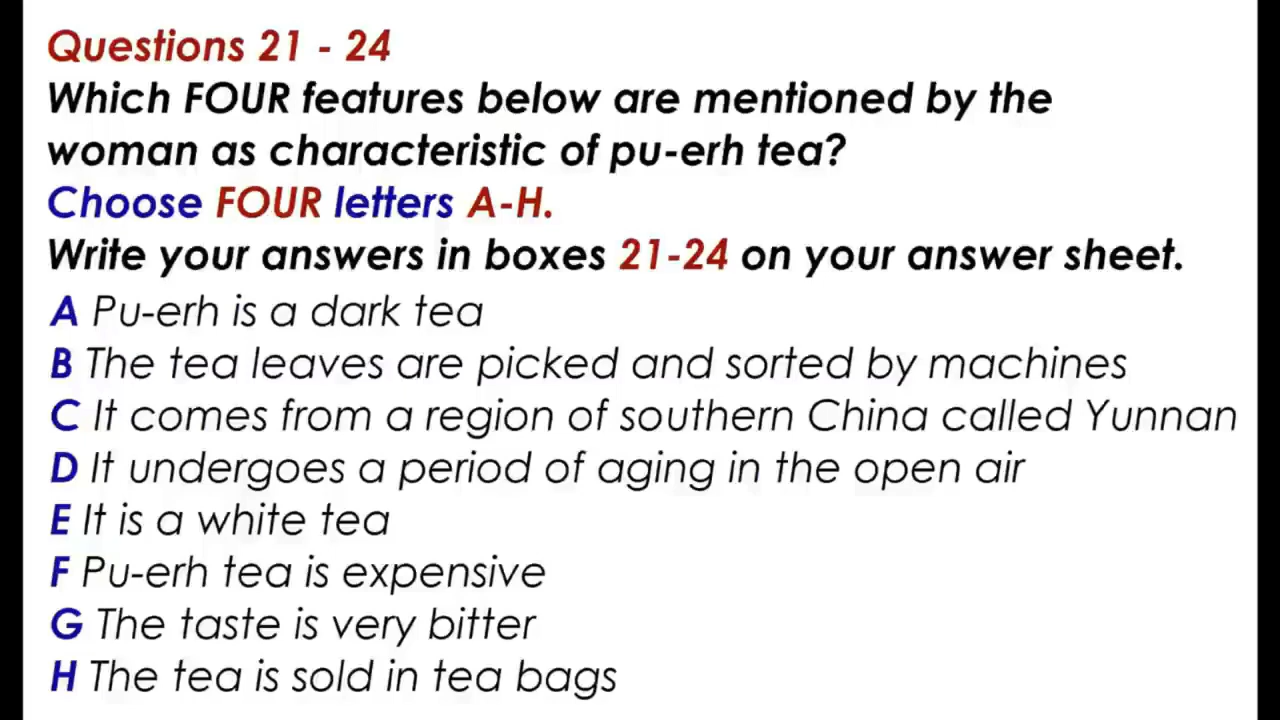 Questions 21 - 24
Which FOUR features below are mentioned by the
woman as characteristic of pu-erh tea?
Choose FOUR letters A-H.
Write your answers in boxes 21-24 on your answer sheet.
A Pu-erh is a dark tea
B The tea leaves are picked and sorted by machines
C It comes from a region of southern China called Yunnan
D It undergoes a period of aging in the open air
E It is a white tea
F Pu-erh tea is expensive
G The taste is very bitter
H The tea is sold in tea bags